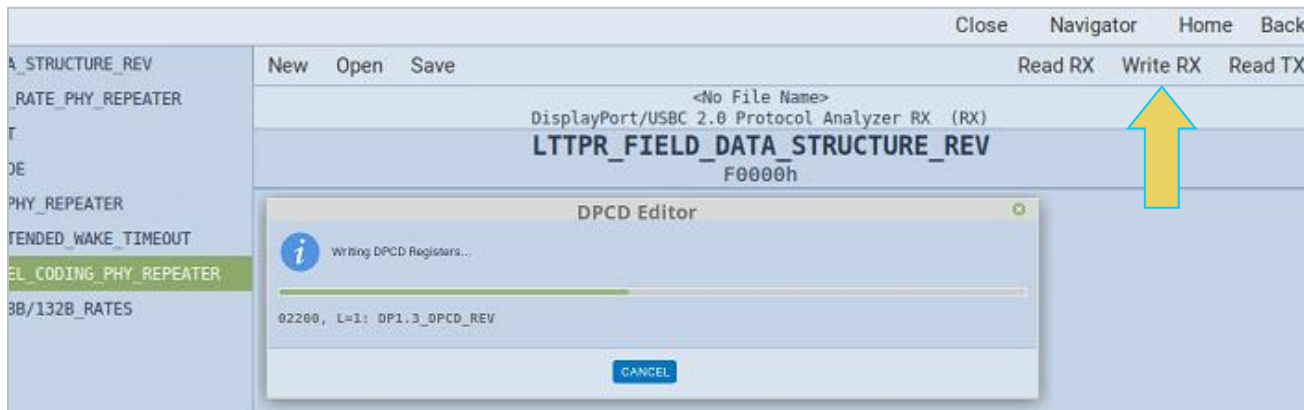 Close Navigator Home Back
A_STRUCTURE_REV
_RATE_PHY_REPEATER
T
DE
PHY_REPEATER
TENDED_WAKE_TIMEOUT
EL_CODING_PHY_REPEATER
8B/132B_RATES
New Open Save Read RX Write RX Read TX
<No File Name>
DisplayPort/USBC 2.0 Protocol Analyzer RX (RX)
LTTPR_FIELD_DATA_STRUCTURE_REV
F0000h
DPCD Editor
Writing DPCD Registers...
02200, L=1: DP1.3_DPCD_REV
CANCEL